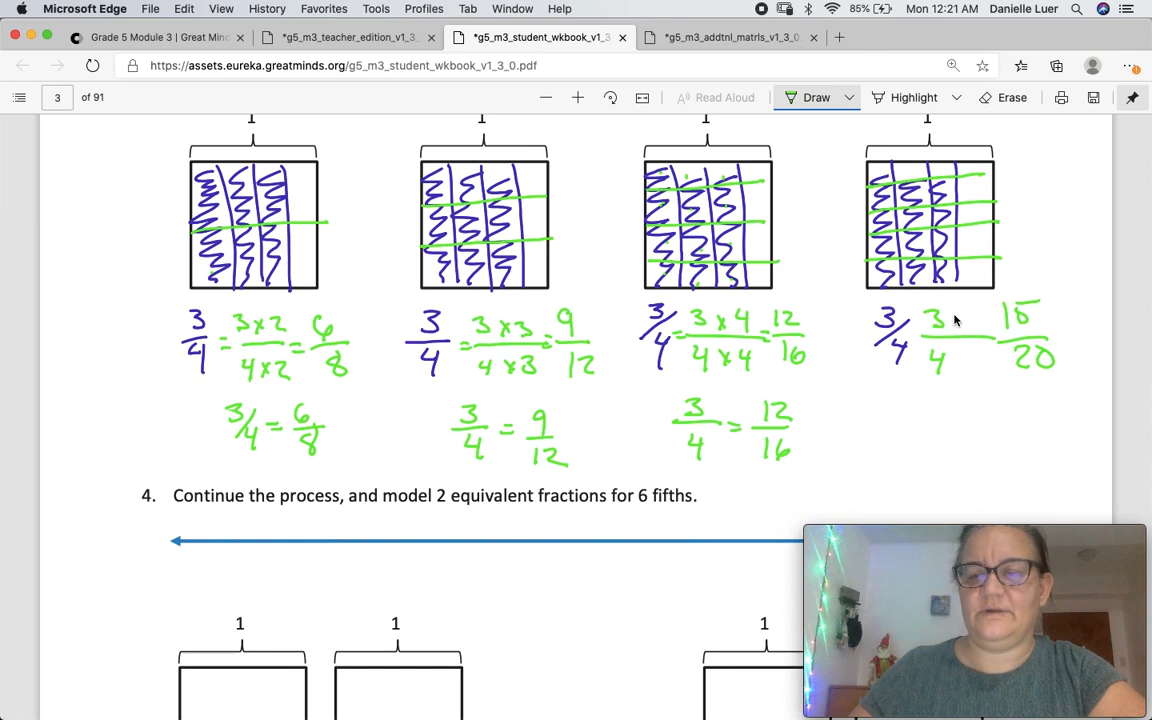 Microsoft Edge File Edit View History Favorites Tools Profiles Tab Window Help 85% Mon 12:21 AM Danielle Luer
Grade 5 Module 3 | Great Min *g5_m3_teacher_edition_v1_3_ *g5_m3_student_wkbook_v1_3 *g5_m3_addtnl_matrls_v1_3_0.
https://assets.eureka.greatminds.org/g5_m3_student_wkbook_v1_3_0.pdf
3 of 91 Read Aloud Draw Highlight Erase
1 1 1 1
3/4 = 3 x 2/4 x 2 = 6/8 3/4 = 3 x 3/4 x 3 = 9/12 3/4 = 3 x 4/4 x 4 = 12/16 3/4 3/4 15/20
3/4 = 6/8 3/4 = 9/12 3/4 = 12/16
4. Continue the process, and model 2 equivalent fractions for 6 fifths.
1 1 1